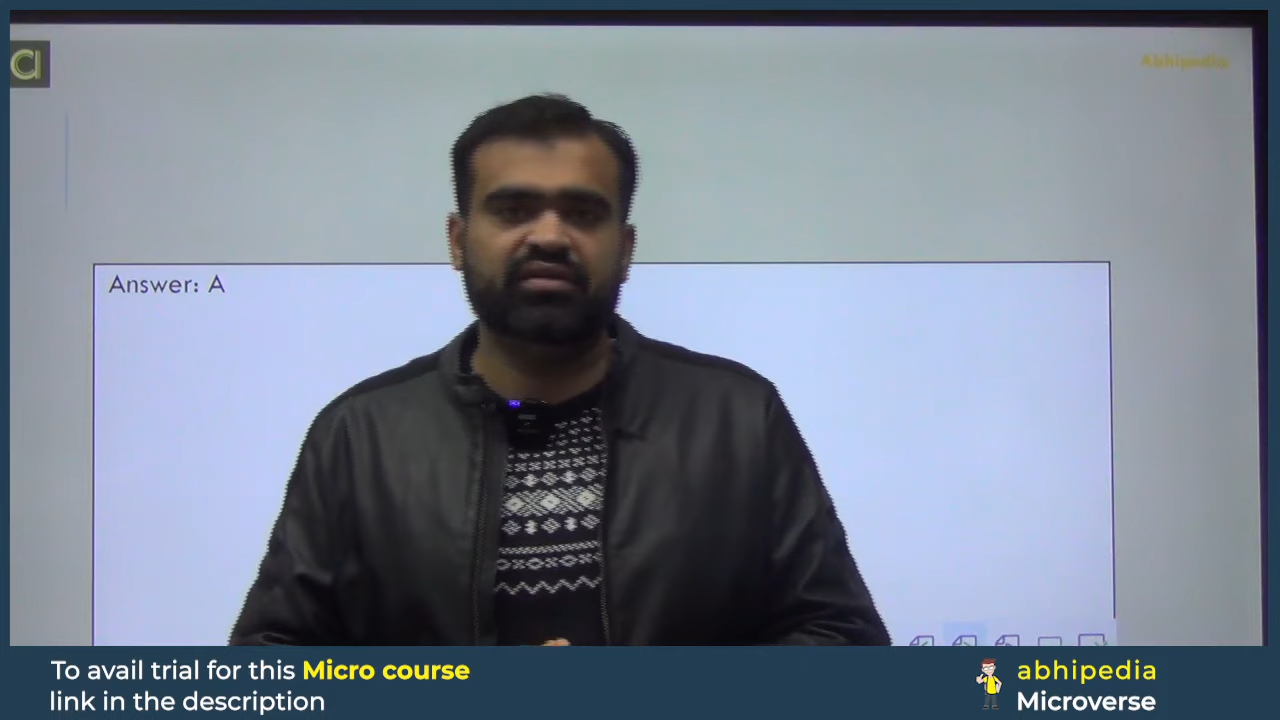 Abhipedia
Answer: A
To avail trial for this Micro course
link in the description
abhipedia
Microverse